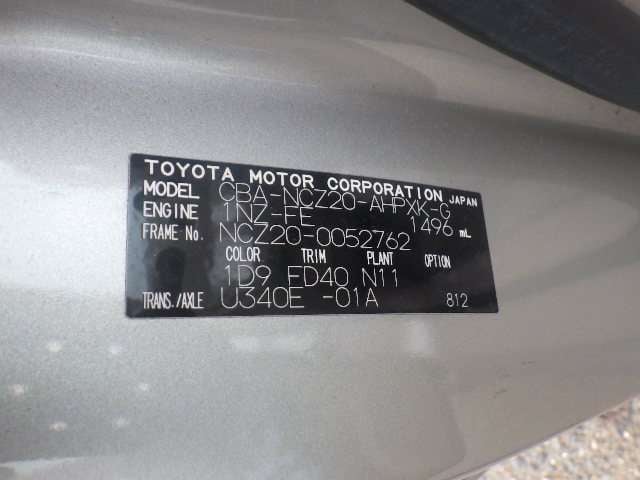 TOYOTA MOTOR CORPORATION JAPAN
MODEL CBA-NCZ20-AHPXK-G
ENGINE 1NZ-FE 1496 mL
FRAME No. NCZ20-0052762
COLOR TRIM PLANT OPTION
1D9 FD40 N11
TRANS./AXLE U340E -01A 812